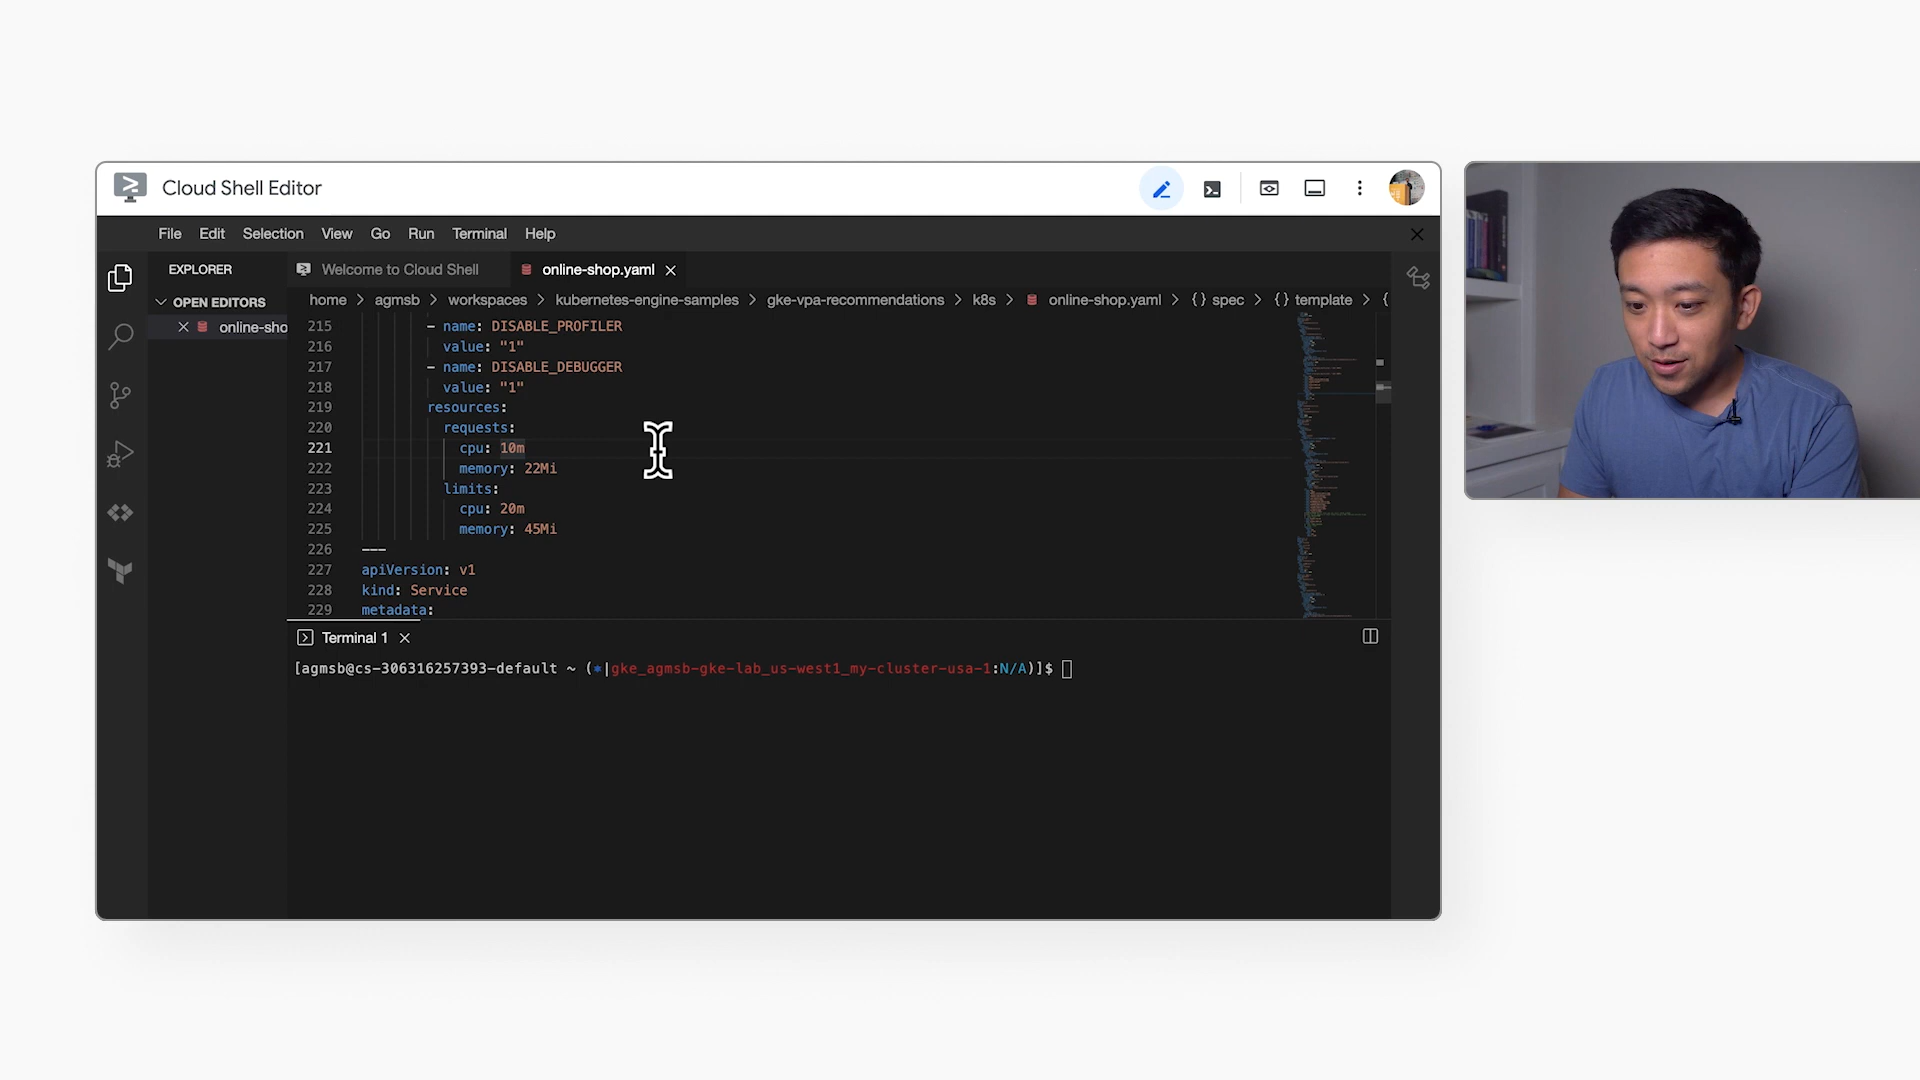 Cloud Shell Editor
File Edit Selection View Go Run Terminal Help
EXPLORER
OPEN EDITORS
online-sho
Welcome to Cloud Shell
online-shop.yaml
home > agmsb > workspaces > kubernetes-engine-samples > gke-vpa-recommendations > k8s > online-shop.yaml > {} spec > {} template > {
215 - name: DISABLE_PROFILER
216 value: "1"
217 - name: DISABLE_DEBUGGER
218 value: "1"
219 resources:
220 requests:
221 cpu: 10m
222 memory: 22Mi
223 limits:
224 cpu: 20m
225 memory: 45Mi
226 ---
227 apiVersion: v1
228 kind: Service
229 metadata:
Terminal 1
[agmsb@cs-306316257393-default ~ (*|gke_agmsb-gke-lab_us-west1_my-cluster-usa-1:N/A)]$